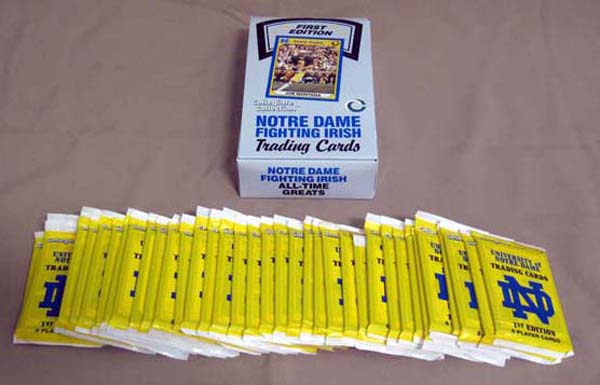 FIRST
EDITION
JOE MONTANA
Collegiate
Collection
NOTRE DAME
FIGHTING IRISH
Trading Cards
NOTRE DAME
FIGHTING IRISH
ALL-TIME
GREATS
UNIVERSITY of
NOTRE DAME
TRADING CARDS
ND
1ST EDITION
8 PLAYER CARDS